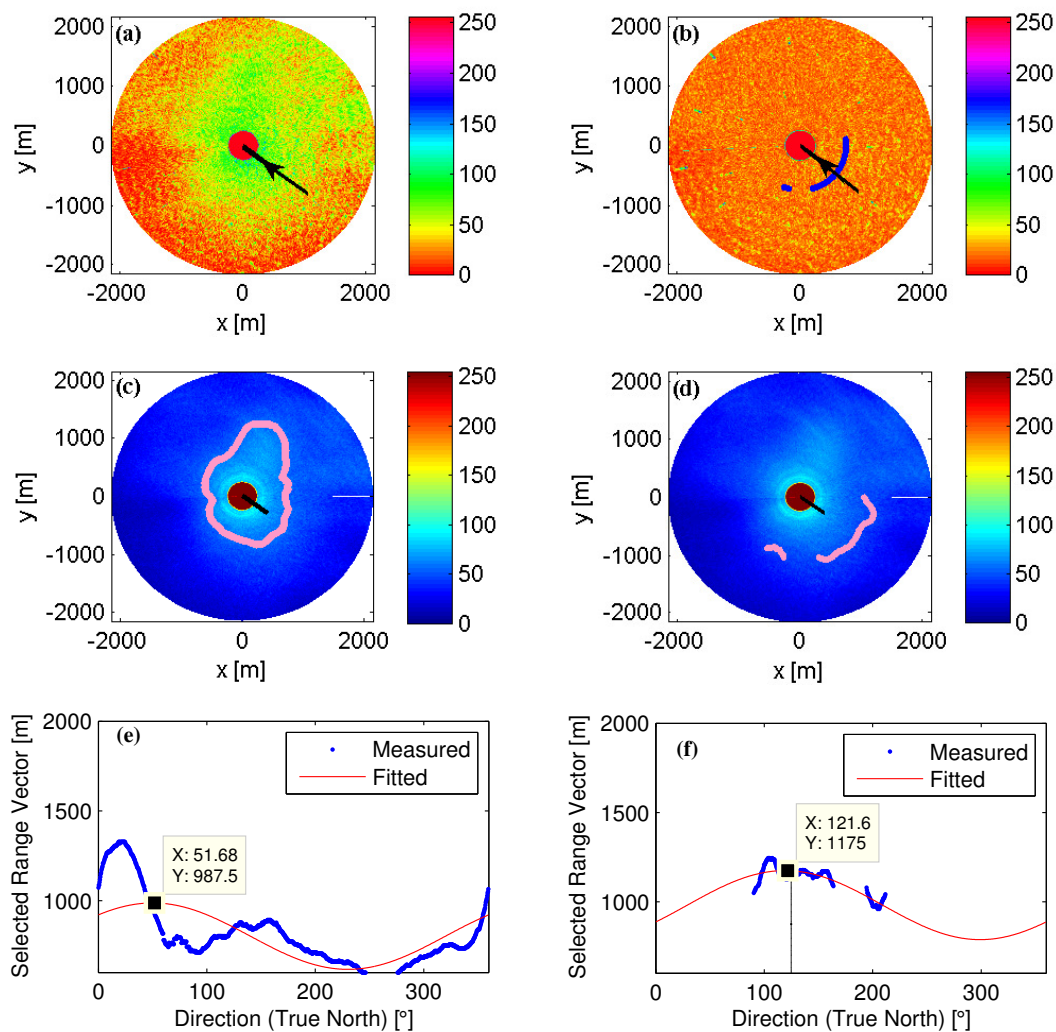 (a)
2000
1000
0
-1000
-2000
y [m]
-2000 0 2000
x [m]
250
200
150
100
50
0
(b)
2000
1000
0
-1000
-2000
y [m]
-2000 0 2000
x [m]
250
200
150
100
50
0
(c)
2000
1000
0
-1000
-2000
y [m]
-2000 0 2000
x [m]
250
200
150
100
50
0
(d)
2000
1000
0
-1000
-2000
y [m]
-2000 0 2000
x [m]
250
200
150
100
50
0
(e)
Selected Range Vector [m]
2000
1500
1000
Measured
Fitted
X: 51.68
Y: 987.5
0 100 200 300
Direction (True North) [°]
(f)
Selected Range Vector [m]
2000
1500
1000
Measured
Fitted
X: 121.6
Y: 1175
0 100 200 300
Direction (True North) [°]